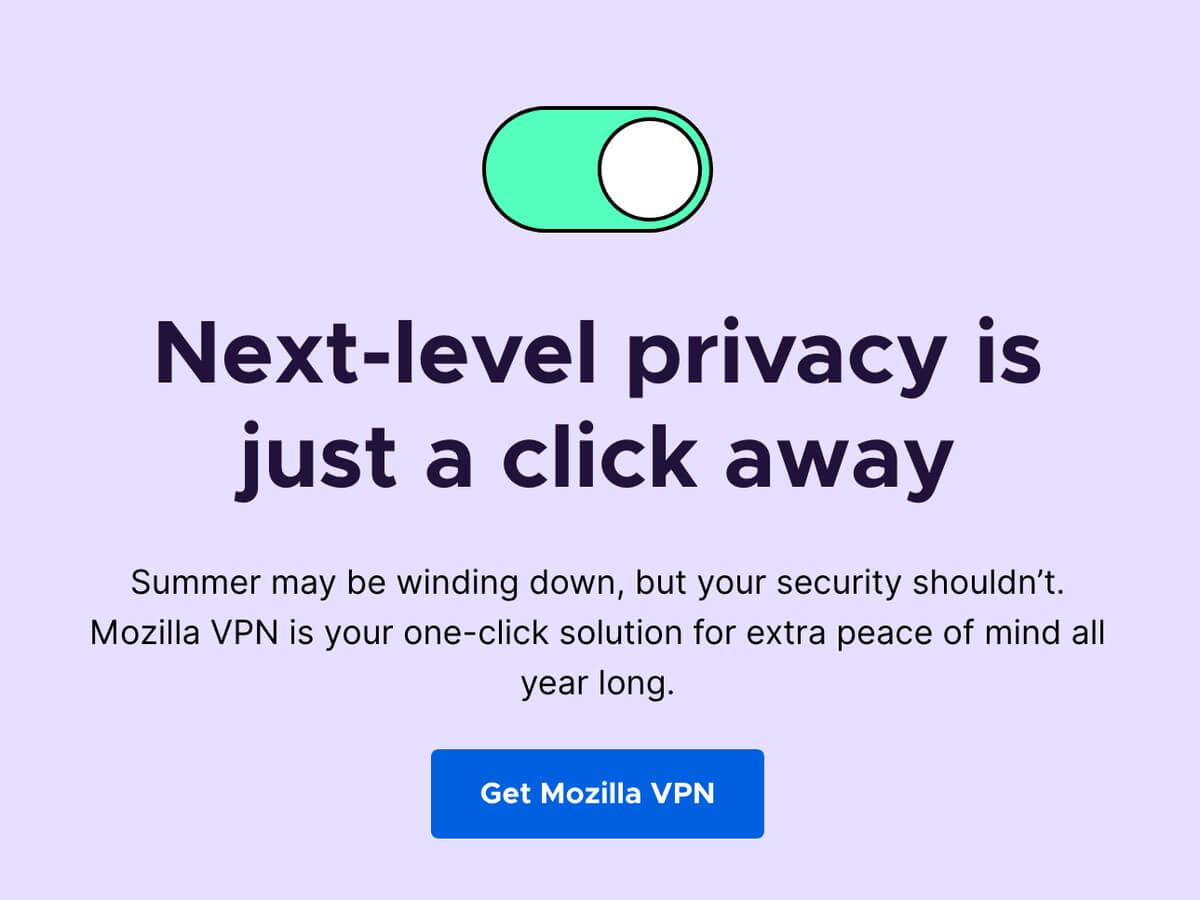 Next-level privacy is
just a click away
Summer may be winding down, but your security shouldn’t.
Mozilla VPN is your one-click solution for extra peace of mind all
year long.
Get Mozilla VPN